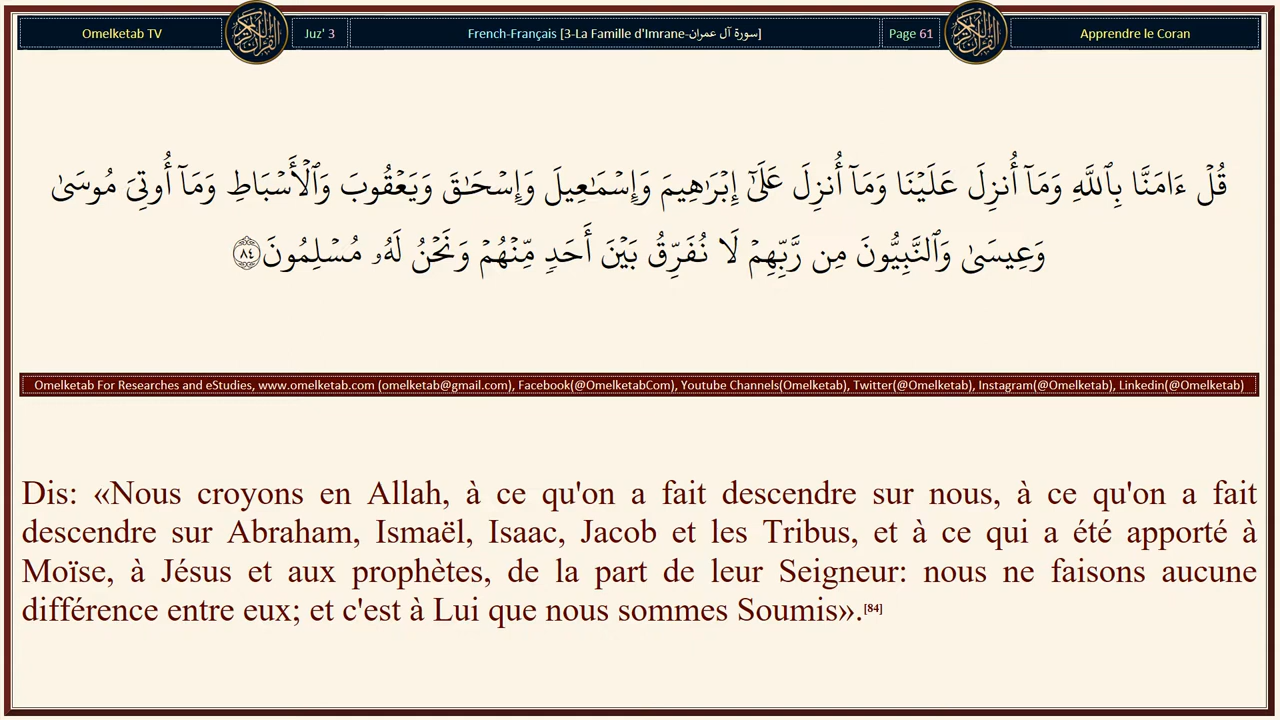 Omelketab TV
Juz' 3
French-Français [3-La Famille d'Imrane-سورة آل عمران]
Page 61
Apprendre le Coran
قُلۡ ءَامَنَّا بِٱللَّهِ وَمَآ أُنزِلَ عَلَيۡنَا وَمَآ أُنزِلَ عَلَىٰٓ إِبۡرَٰهِيمَ وَإِسۡمَٰعِيلَ وَإِسۡحَٰقَ وَيَعۡقُوبَ وَٱلۡأَسۡبَاطِ وَمَآ أُوتِيَ مُوسَىٰ
وَعِيسَىٰ وَٱلنَّبِيُّونَ مِن رَّبِّهِمۡ لَا نُفَرِّقُ بَيۡنَ أَحَدٖ مِّنۡهُمۡ وَنَحۡنُ لَهُۥ مُسۡلِمُونَ ٨٤
Omelketab For Researches and eStudies, www.omelketab.com (omelketab@gmail.com), Facebook(@OmelketabCom), Youtube Channels(Omelketab), Twitter(@Omelketab), Instagram(@Omelketab), Linkedin(@Omelketab)
Dis: «Nous croyons en Allah, à ce qu'on a fait descendre sur nous, à ce qu'on a fait
descendre sur Abraham, Ismaël, Isaac, Jacob et les Tribus, et à ce qui a été apporté à
Moïse, à Jésus et aux prophètes, de la part de leur Seigneur: nous ne faisons aucune
différence entre eux; et c'est à Lui que nous sommes Soumis».[84]